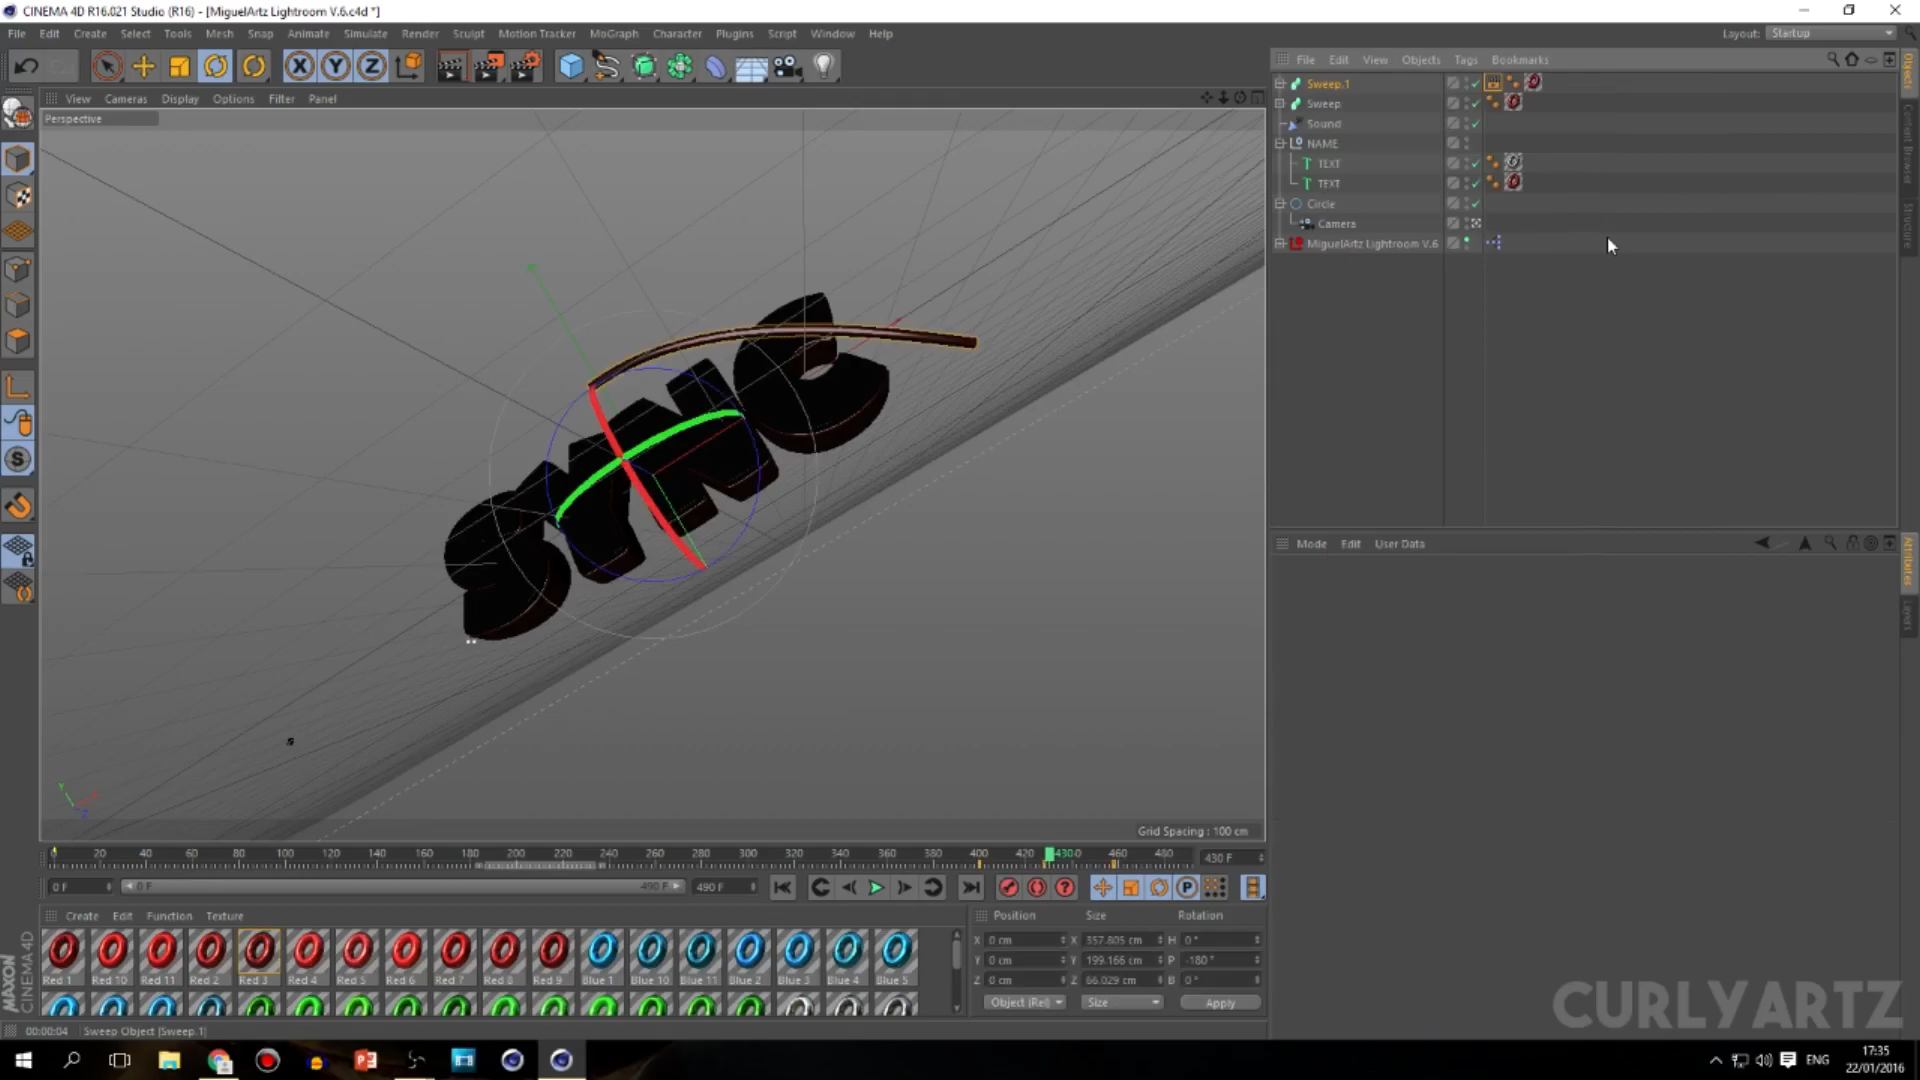 CINEMA 4D R16.021 Studio (R16) - [MiguelArtz Lightroom V.6.c4d *]
File Edit Create Select Tools Mesh Snap Animate Simulate Render Sculpt Motion Tracker MoGraph Character Plugins Script Window Help
Layout: Startup
File Edit View Objects Tags Bookmarks
View Cameras Display Options Filter Panel
Perspective
Sweep.1
Sweep
Sound
NAME
TEXT
TEXT
Circle
Camera
MiguelArtz Lightroom V.6
Objects
Content Browser
Structure
Mode Edit User Data
Attributes
Layers
Grid Spacing : 100 cm
0 20 40 60 80 100 120 140 160 180 200 220 240 260 280 300 320 340 360 380 400 420 430 460 480
430 F
0 F
0 F
490 F
490 F
Create Edit Function Texture
Red 1 Red 10 Red 11 Red 2 Red 3 Red 4 Red 5 Red 6 Red 7 Red 8 Red 9 Blue 1 Blue 10 Blue 11 Blue 2 Blue 3 Blue 4 Blue 5
Position Size Rotation
X 0 cm X 357.805 cm H 0 °
Y 0 cm Y 199.166 cm P -180 °
Z 0 cm Z 66.029 cm B 0 °
Object (Rel) Size Apply
MAXON
CINEMA 4D
00:00:04 Sweep Object [Sweep.1]
CURLYARTZ
ENG
17:35
22/01/2016